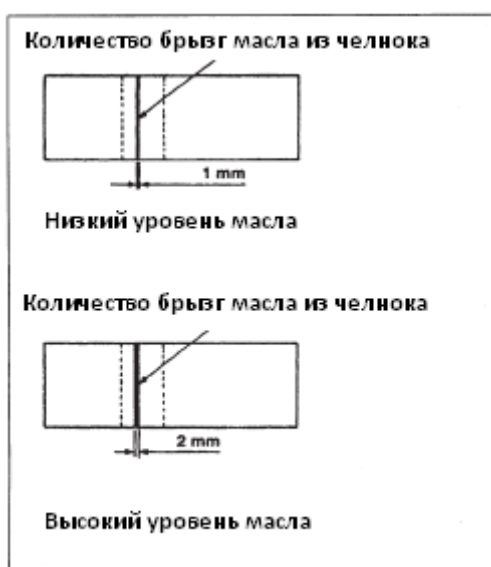 Количество брызг масла из челнока
1 mm
Низкий уровень масла
Количество брызг масла из челнока
2 mm
Высокий уровень масла